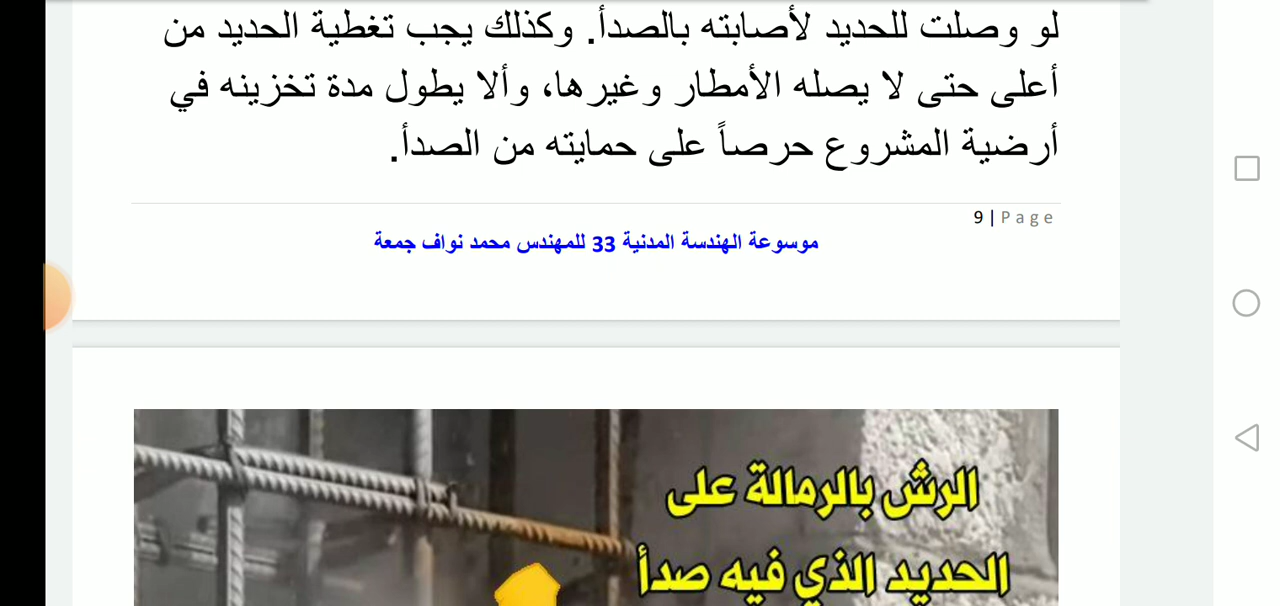 لو وصلت للحديد لأصابته بالصدأ. وكذلك يجب تغطية الحديد من
أعلى حتى لا يصله الأمطار وغيرها، وألا يطول مدة تخزينه في
أرضية المشروع حرصاً على حمايته من الصدأ.
9 | Page
موسوعة الهندسة المدنية 33 للمهندس محمد نواف جمعة
الرش بالرمالة على
الحديد الذي فيه صدأ